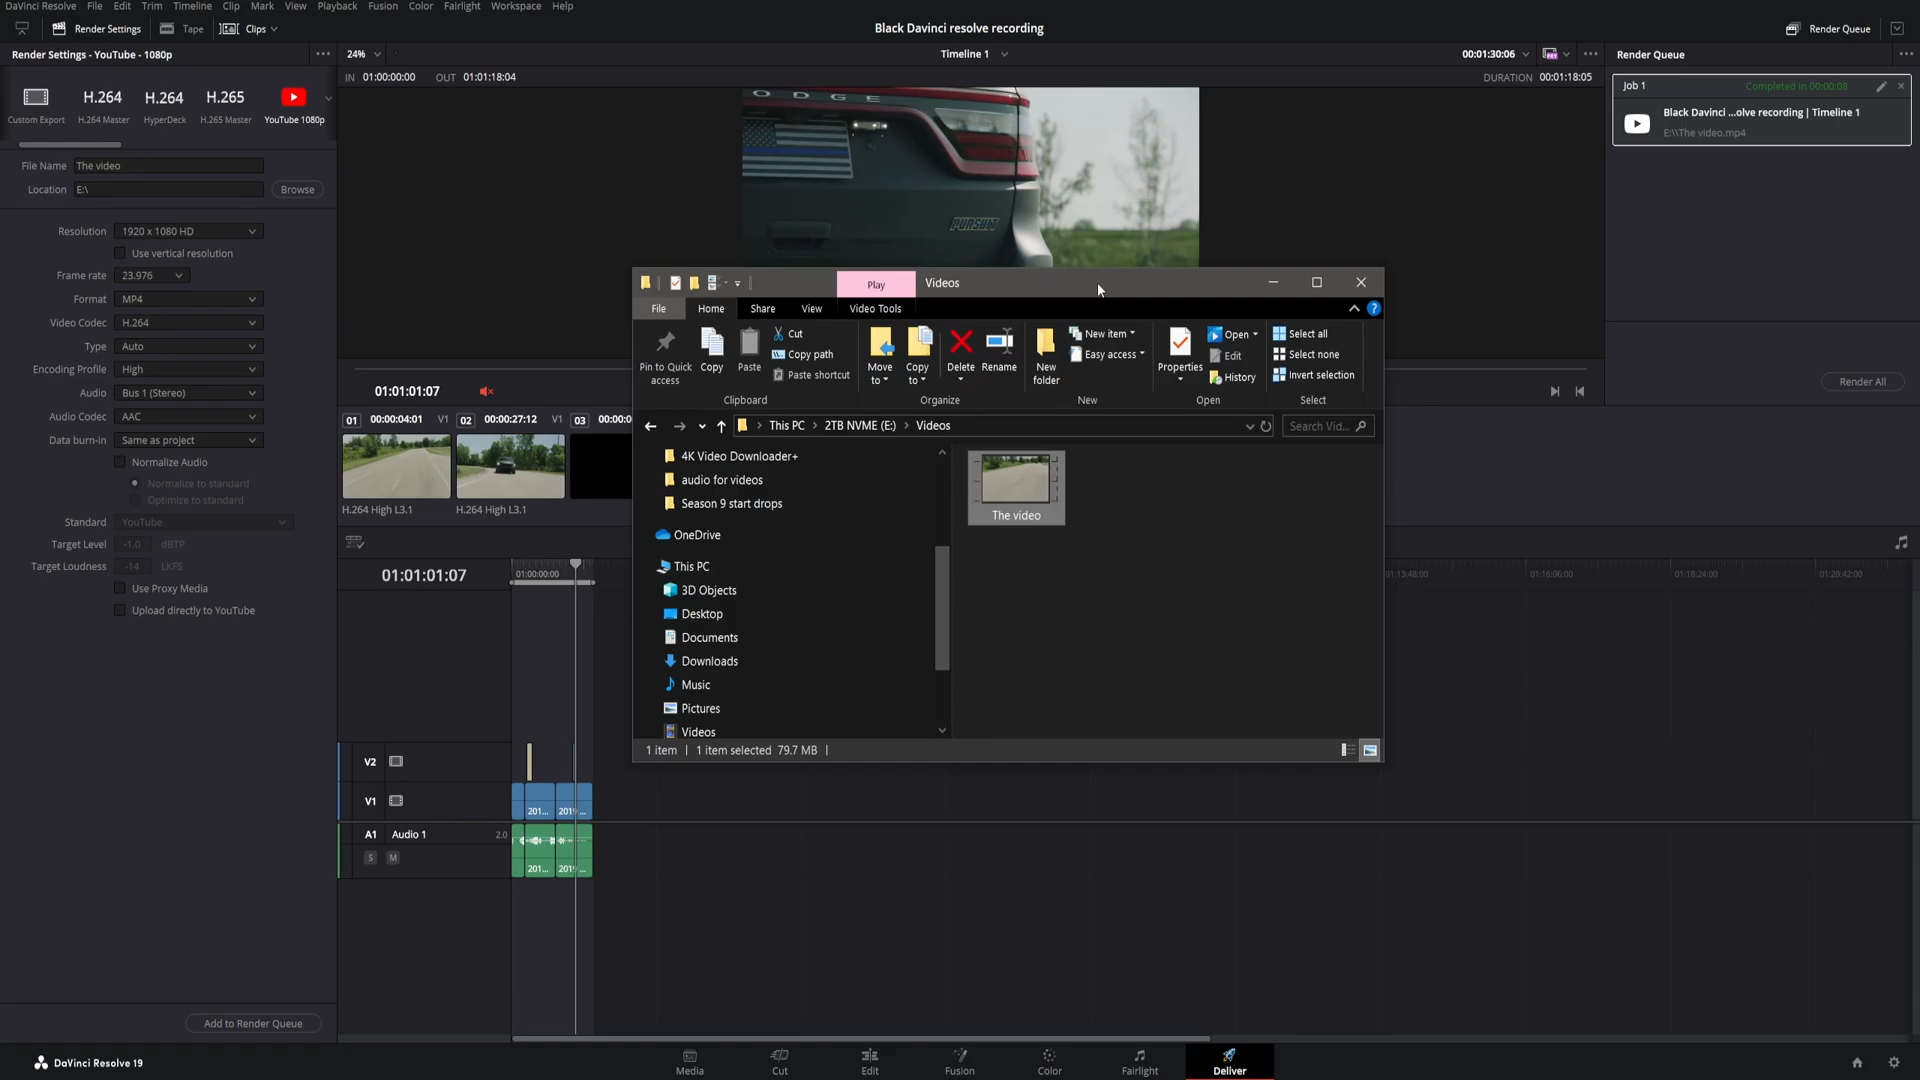 DaVinci Resolve File Edit Trim Timeline Clip Mark View Playback Fusion Color Fairlight Workspace Help
Render Settings Tape Clips Black Davinci resolve recording Render Queue
Render Settings - YouTube - 1080p 24% Timeline 1 00:01:30:06 Render Queue
IN 01:00:00:00 OUT 01:01:18:04 DURATION 00:01:18:05
H.264 H.264 H.265
Custom Export H.264 Master HyperDeck H.265 Master YouTube 1080p
Job 1 Completed in 00:00:08
Black Davinci ...olve recording | Timeline 1
E:\\The video.mp4
DODGE
PURSUIT
File Name The video
Location E:\ Browse
Resolution 1920 x 1080 HD
Use vertical resolution
Frame rate 23.976
Format MP4
Video Codec H.264
Type Auto
Encoding Profile High
Audio Bus 1 (Stereo)
Audio Codec AAC
Data burn-in Same as project
Normalize Audio
Normalize to standard
Optimize to standard
Standard YouTube
Target Level -1.0 dBTP
Target Loudness -14 LKFS
Use Proxy Media
Upload directly to YouTube
Add to Render Queue
Play Videos
File Home Share View Video Tools
Pin to Quick access Copy Paste Cut Copy path Paste shortcut
Move to Copy to Delete Rename New folder New item Easy access
Properties Open Edit History Select all Select none Invert selection
Clipboard Organize New Open Select
This PC 2TB NVME (E:) Videos Search Vid...
4K Video Downloader+
audio for videos
Season 9 start drops
OneDrive
This PC
3D Objects
Desktop
Documents
Downloads
Music
Pictures
Videos
The video
1 item 1 item selected 79.7 MB
Render All
01:01:01:07
01 00:00:04:01 V1 02 00:00:27:12 V1 03 00:00:0
H.264 High L3.1 H.264 High L3.1
01:01:01:07 01:00:00:00 01:13:48:00 01:16:06:00 01:18:24:00 01:20:42:00
V2
V1 201... 2019...
A1 Audio 1 2.0
S M 201... 2019...
DaVinci Resolve 19 Media Cut Edit Fusion Color Fairlight Deliver